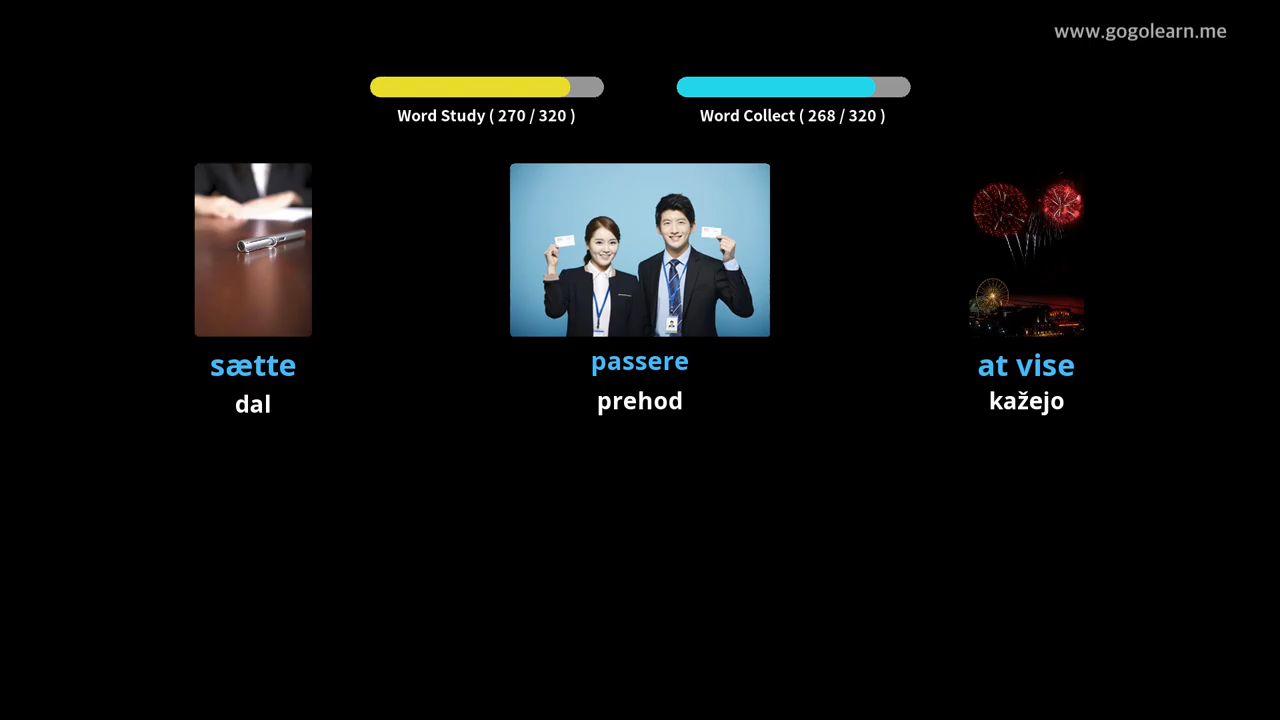 www.gogolearn.me
Word Study ( 270 / 320 )
Word Collect ( 268 / 320 )
sætte
dal
passere
prehod
at vise
kažejo